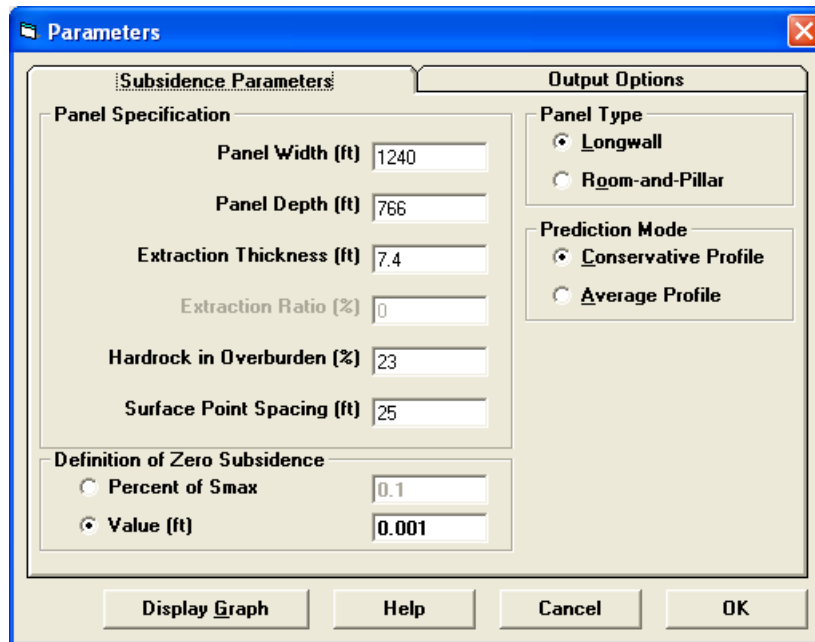 Parameters
Subsidence Parameters
Output Options
Panel Specification
Panel Width (ft) 1240
Panel Depth (ft) 766
Extraction Thickness (ft) 7.4
Extraction Ratio (%) 0
Hardrock in Overburden (%) 23
Surface Point Spacing (ft) 25
Definition of Zero Subsidence
Percent of Smax 0.1
Value (ft) 0.001
Panel Type
Longwall
Room-and-Pillar
Prediction Mode
Conservative Profile
Average Profile
Display Graph
Help
Cancel
OK